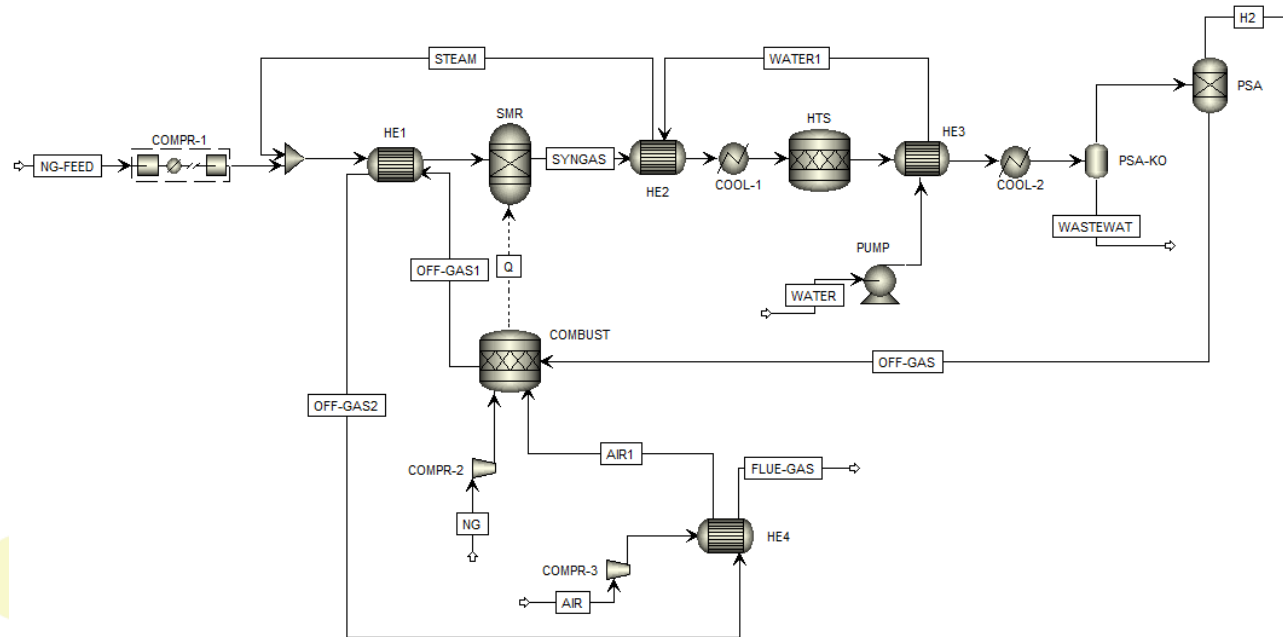 H2
STEAM
WATER1
PSA
HTS
SMR
HE1
HE3
COMPR-1
NG-FEED
SYNGAS
PSA-KO
COOL-1
COOL-2
HE2
WASTEWAT
PUMP
OFF-GAS1
Q
WATER
COMBUST
OFF-GAS
OFF-GAS2
AIR1
COMPR-2
FLUE-GAS
NG
HE4
COMPR-3
AIR